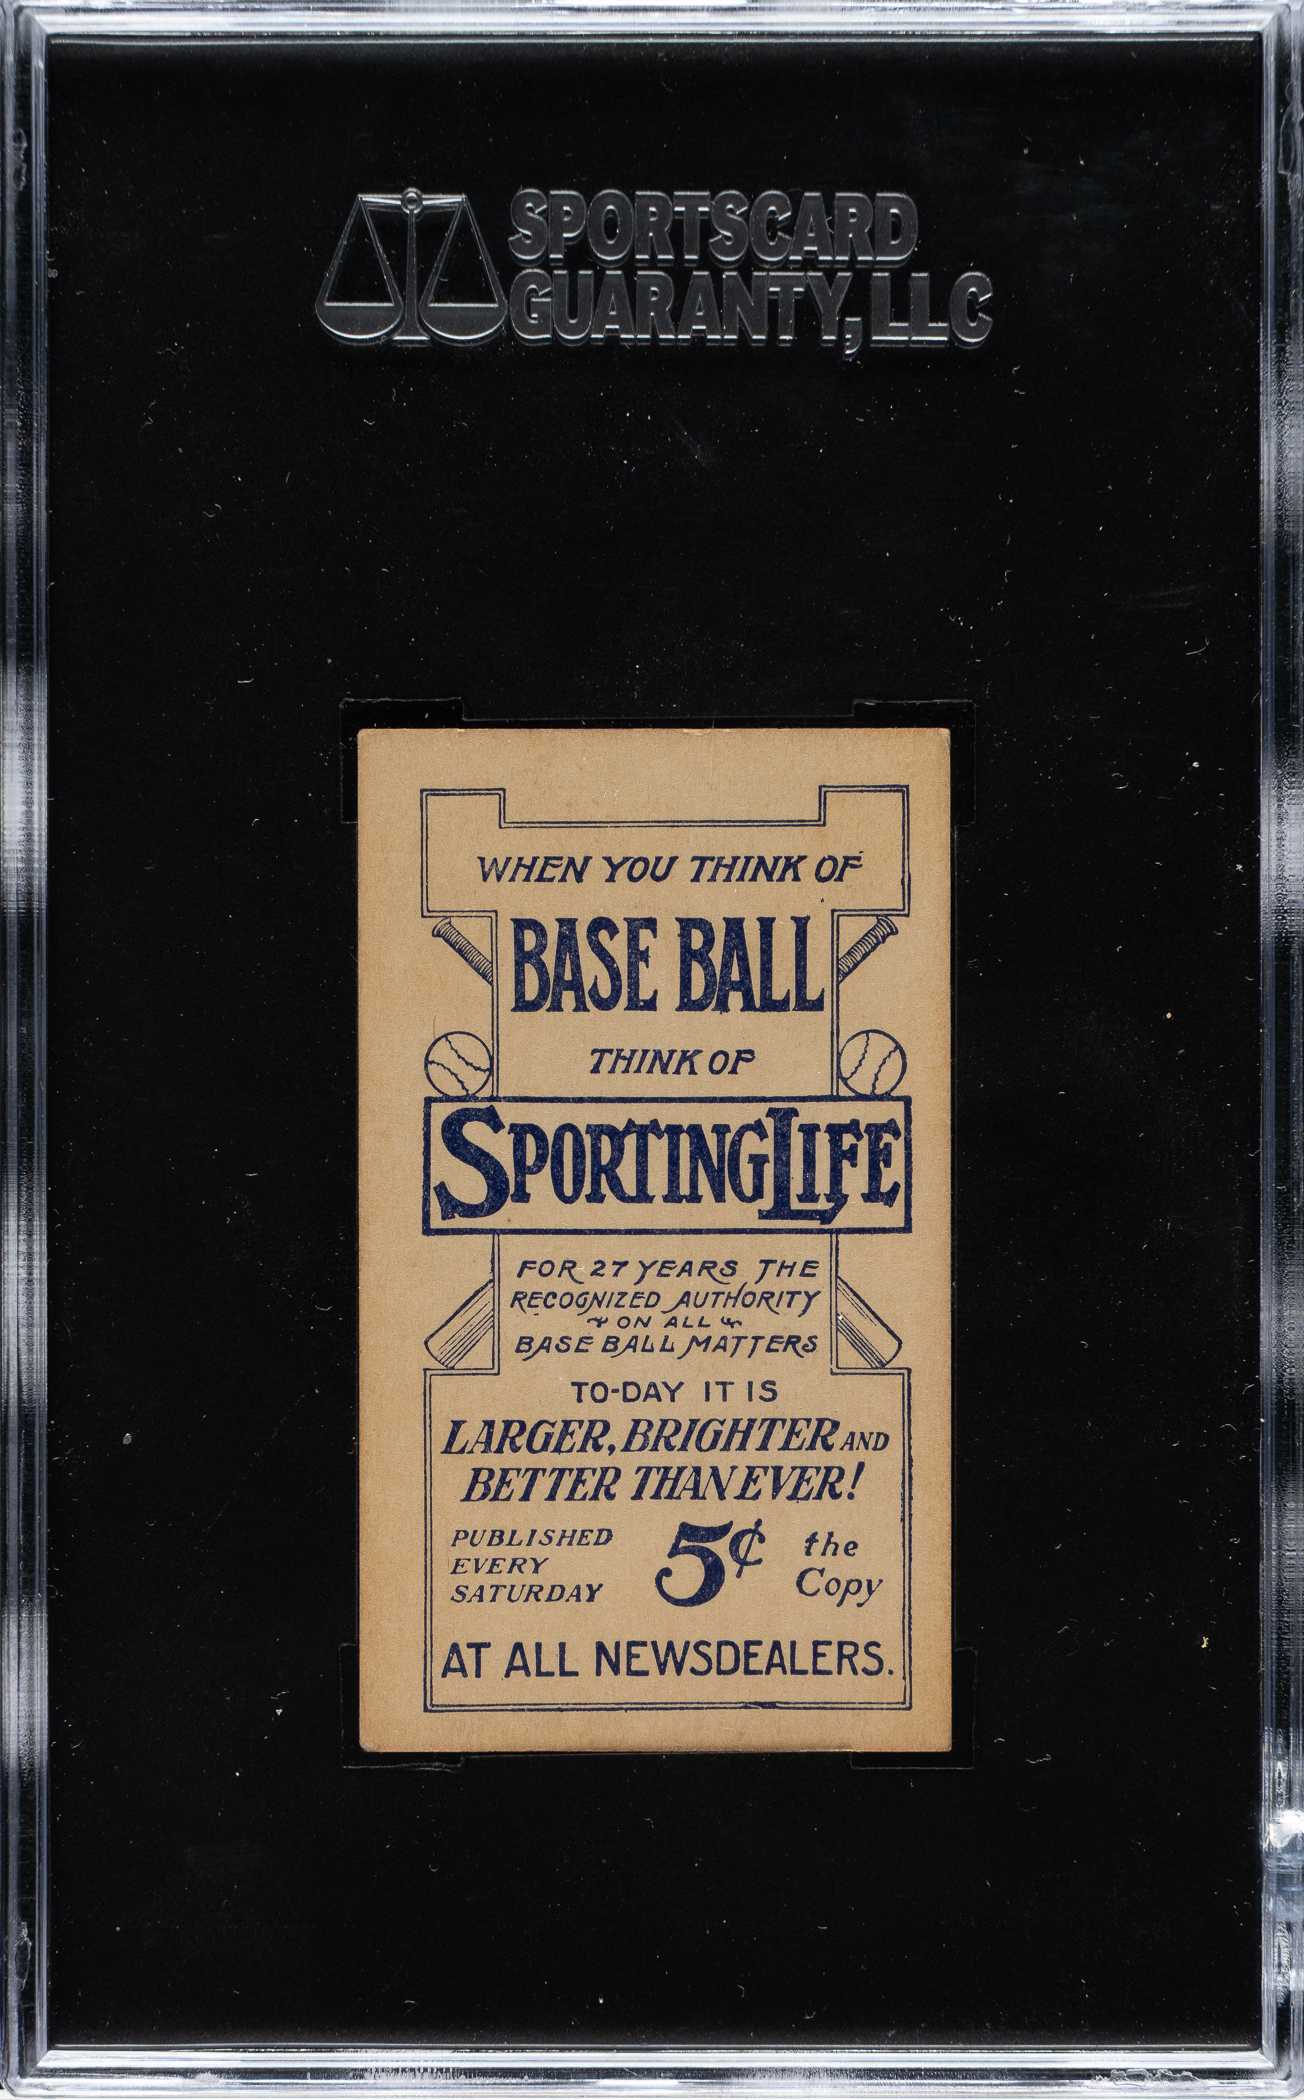 SPORTSCARD
GUARANTY, LLC
WHEN YOU THINK OF
BASE BALL
THINK OF
SPORTING LIFE
FOR 27 YEARS THE
RECOGNIZED AUTHORITY
ON ALL
BASE BALL MATTERS
TO-DAY IT IS
LARGER, BRIGHTER AND
BETTER THAN EVER!
PUBLISHED
EVERY
SATURDAY
5¢ the
Copy
AT ALL NEWSDEALERS.